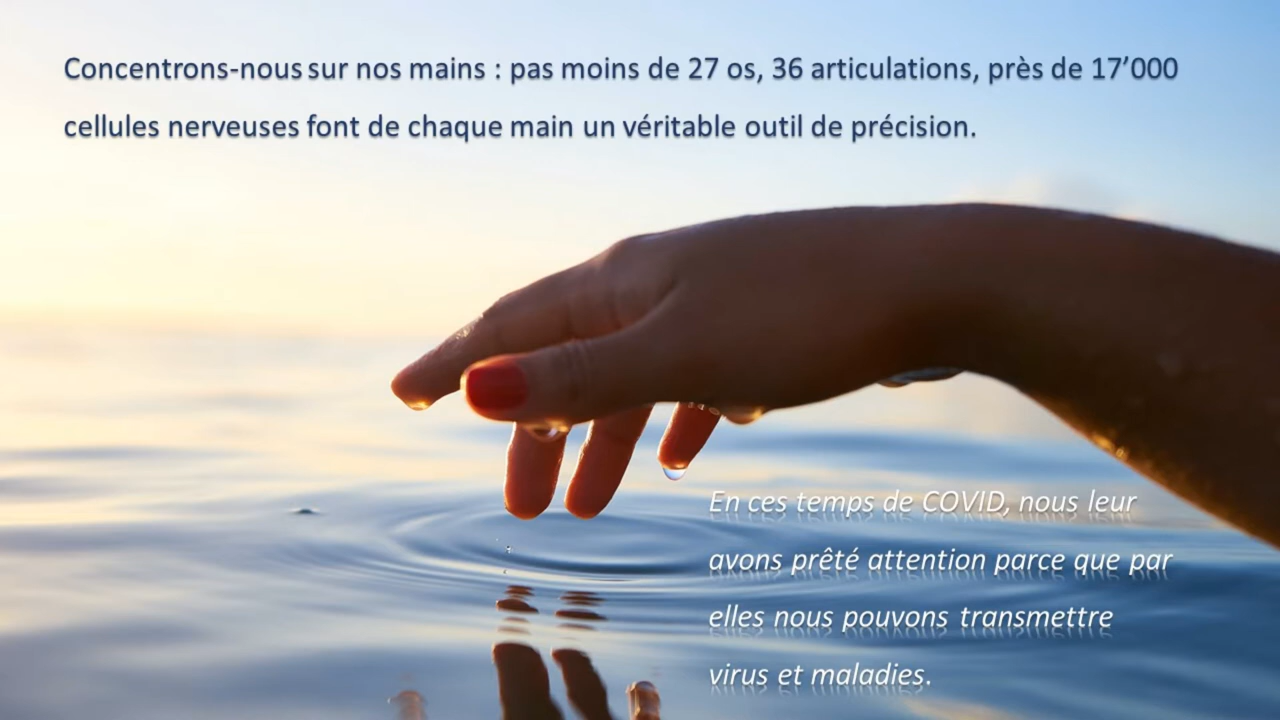 Concentrons-nous sur nos mains : pas moins de 27 os, 36 articulations, près de 17’000
cellules nerveuses font de chaque main un véritable outil de précision.
En ces temps de COVID, nous leur
avons prêté attention parce que par
elles nous pouvons transmettre
virus et maladies.